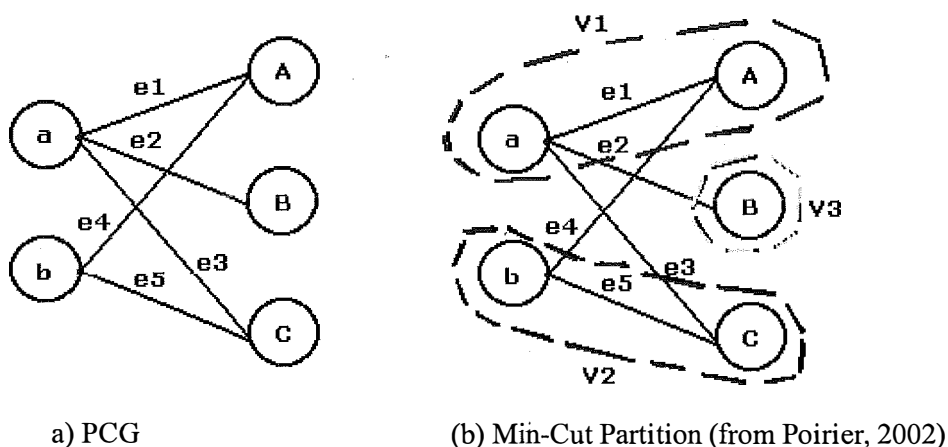 V1
A
A
e1
e1
a
e2
a
e2
B
B
V3
e4
e4
b
e3
b
e3
e5
e5
C
C
V2
a) PCG
(b) Min-Cut Partition (from Poirier, 2002)